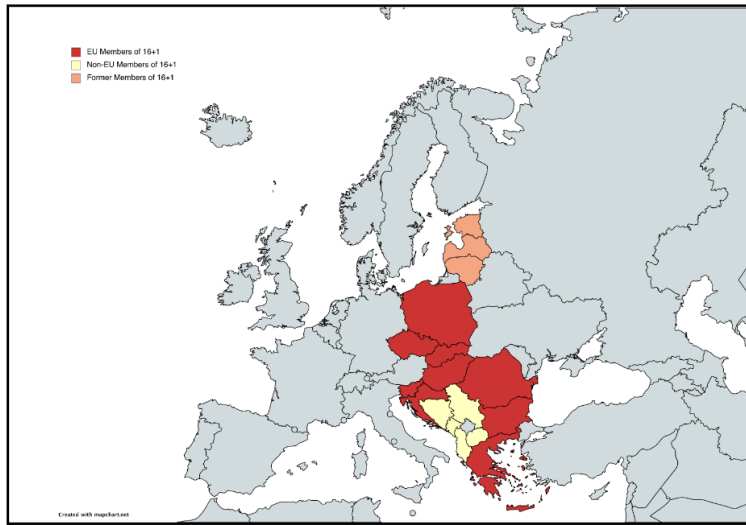 EU Members of 16+1
Non-EU Members of 16+1
Former Members of 16+1
Created with mapchart.net